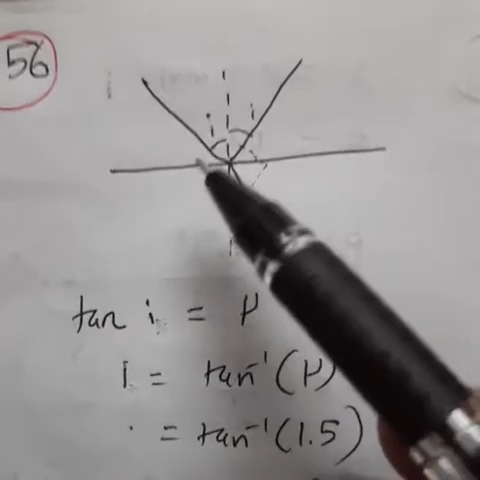 56
i i
tan i = μ
i = tan⁻¹(μ)
· = tan⁻¹(1.5)